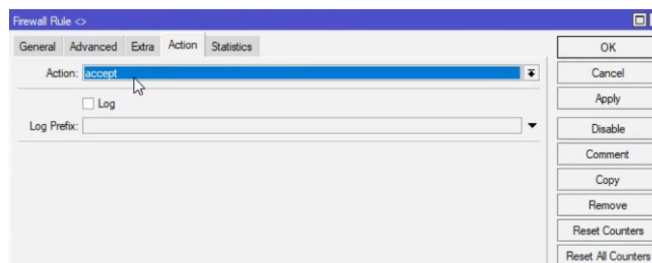 Firewall Rule <>
General Advanced Extra Action Statistics
Action: accept
Log
Log Prefix:
OK
Cancel
Apply
Disable
Comment
Copy
Remove
Reset Counters
Reset All Counters